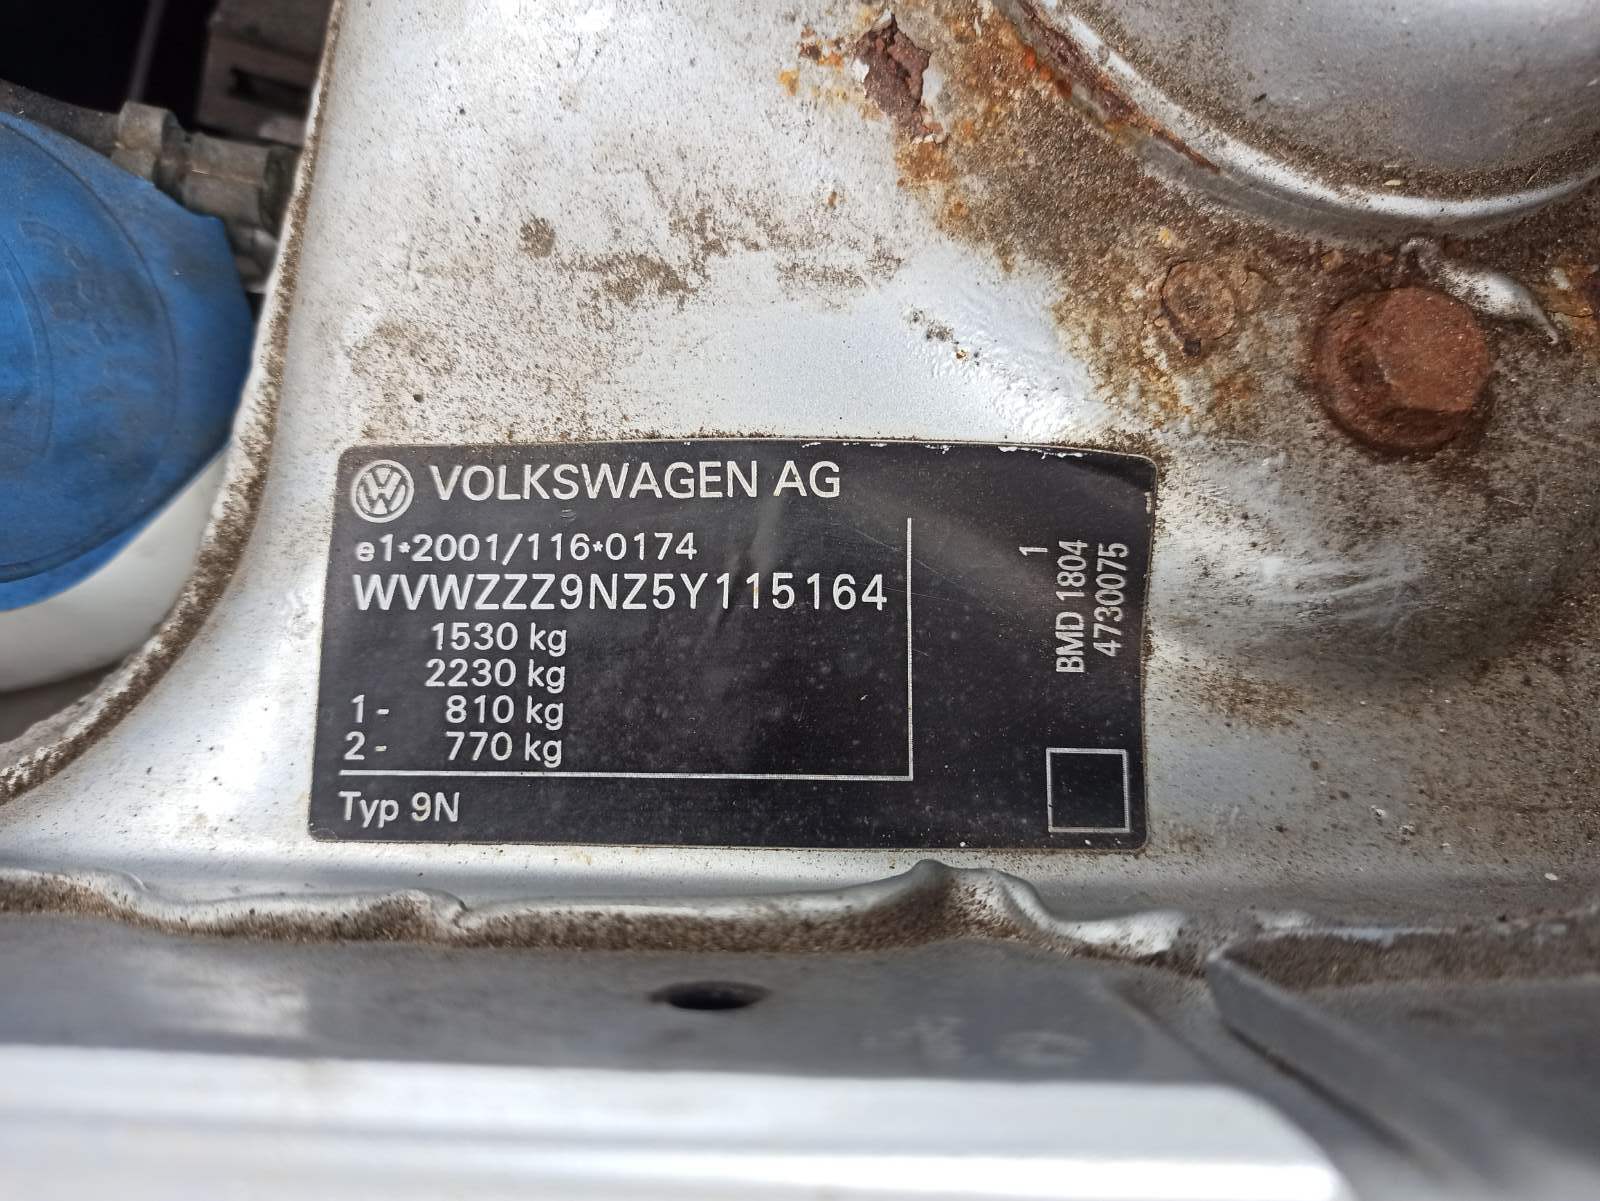 VOLKSWAGEN AG
e1*2001/116*0174
WVWZZZ9NZ5Y115164
1530 kg
2230 kg
1- 810 kg
2- 770 kg
Typ 9N
1
BMD 1804
4730075